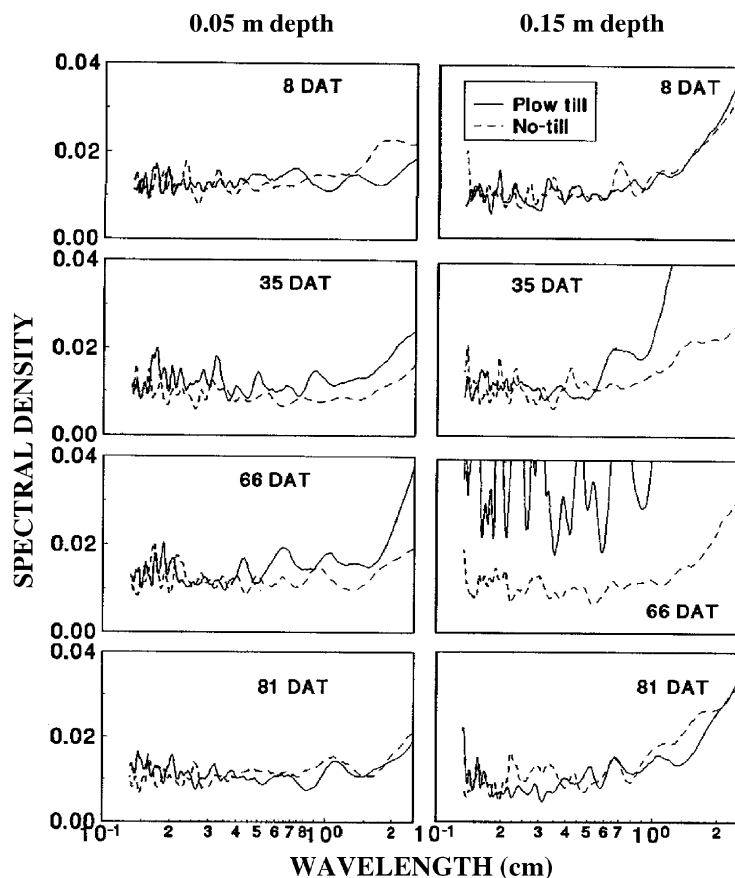 0.05 m depth
0.15 m depth
0.04
8 DAT
8 DAT
Plow till
No-till
0.02
0.00
0.04
35 DAT
35 DAT
0.02
0.00
SPECTRAL DENSITY
0.04
66 DAT
0.02
66 DAT
0.00
0.04
81 DAT
81 DAT
0.02
0.00
10⁻¹ 2 3 4 5 6 7 8 10⁰ 2 10⁻¹ 2 3 4 5 6 7 10⁰ 2
WAVELENGTH (cm)